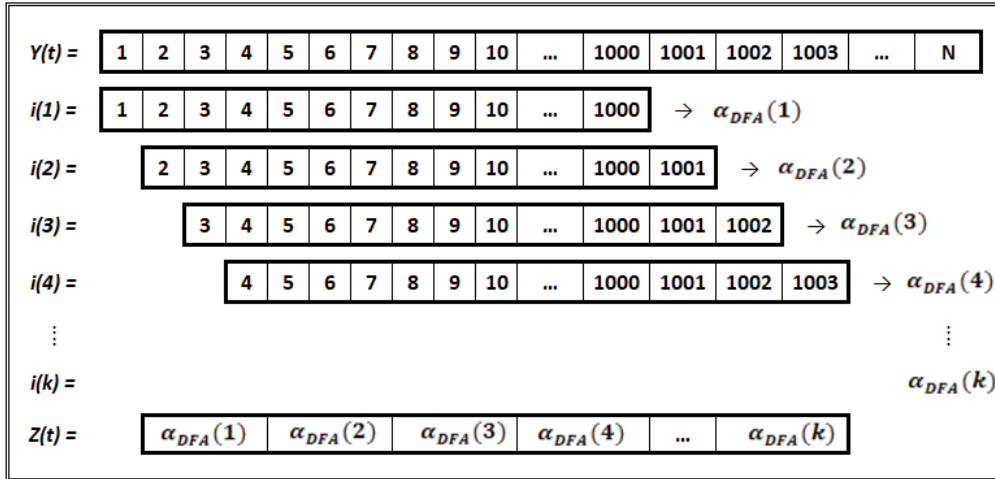 Y(t) = 1 2 3 4 5 6 7 8 9 10 ... 1000 1001 1002 1003 ... N
i(1) = 1 2 3 4 5 6 7 8 9 10 ... 1000 → α_DFA(1)
i(2) = 2 3 4 5 6 7 8 9 10 ... 1000 1001 → α_DFA(2)
i(3) = 3 4 5 6 7 8 9 10 ... 1000 1001 1002 → α_DFA(3)
i(4) = 4 5 6 7 8 9 10 ... 1000 1001 1002 1003 → α_DFA(4)
⋮ ⋮
i(k) = α_DFA(k)
Z(t) = α_DFA(1) α_DFA(2) α_DFA(3) α_DFA(4) ... α_DFA(k)